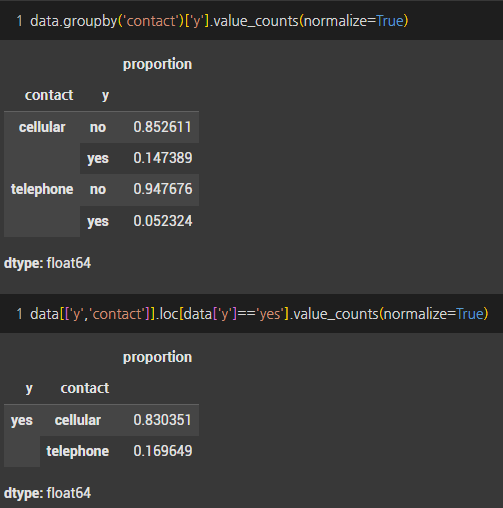 1 data.groupby('contact')['y'].value_counts(normalize=True)
proportion
contact y
cellular no 0.852611
yes 0.147389
telephone no 0.947676
yes 0.052324
dtype: float64
1 data[['y','contact']].loc[data['y']=='yes'].value_counts(normalize=True)
proportion
y contact
yes cellular 0.830351
telephone 0.169649
dtype: float64